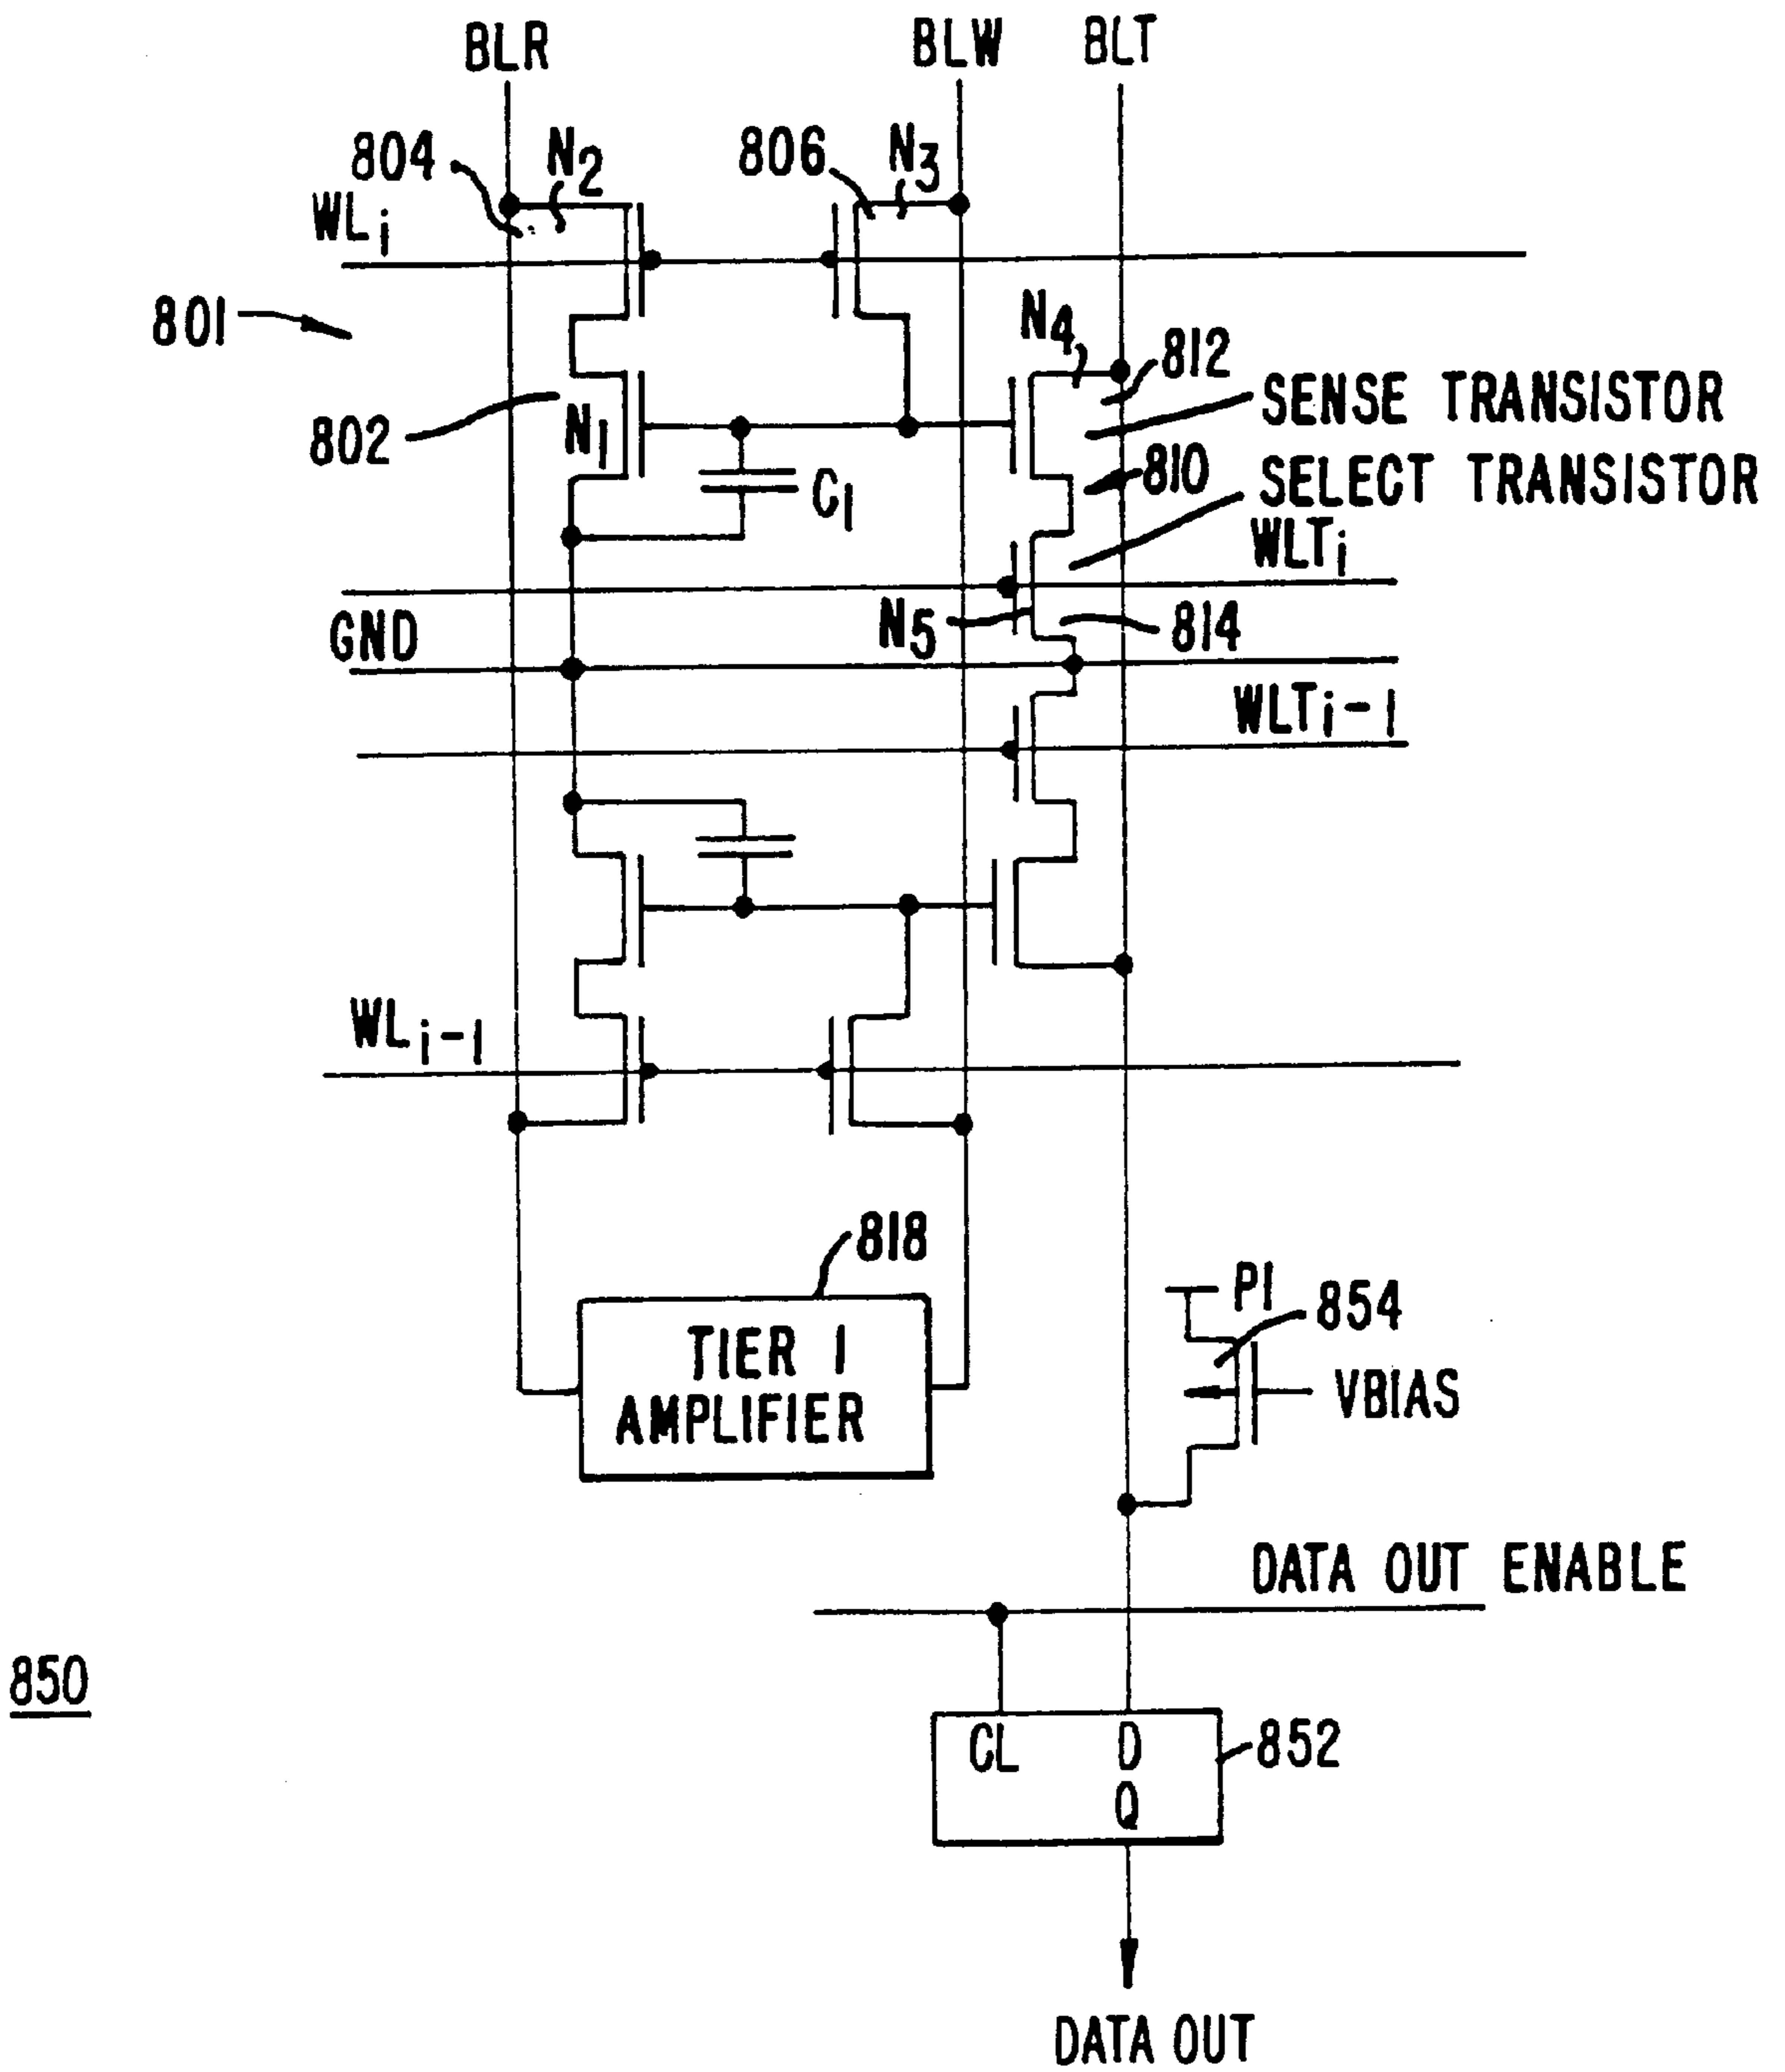 BLR BLW BLT
804 N2 806 N3
WLi
801
N4 812
SENSE TRANSISTOR
802 N1 C1 810 SELECT TRANSISTOR
WLTi
GND N5 814
WLTi-1
WLi-1
818
TIER 1
AMPLIFIER
P1 854
VBIAS
DATA OUT ENABLE
850
CL D 852
Q
DATA OUT